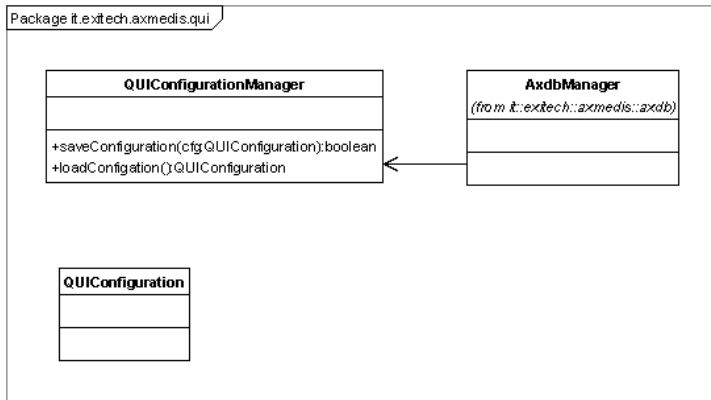 Package it.exitech.axmedis.qui
QUIConfigurationManager
+saveConfiguration(cfg:QUIConfiguration):boolean
+loadConfigation():QUIConfiguration
AxdbManager
(from it::exitech::axmedis::axdb)
QUIConfiguration